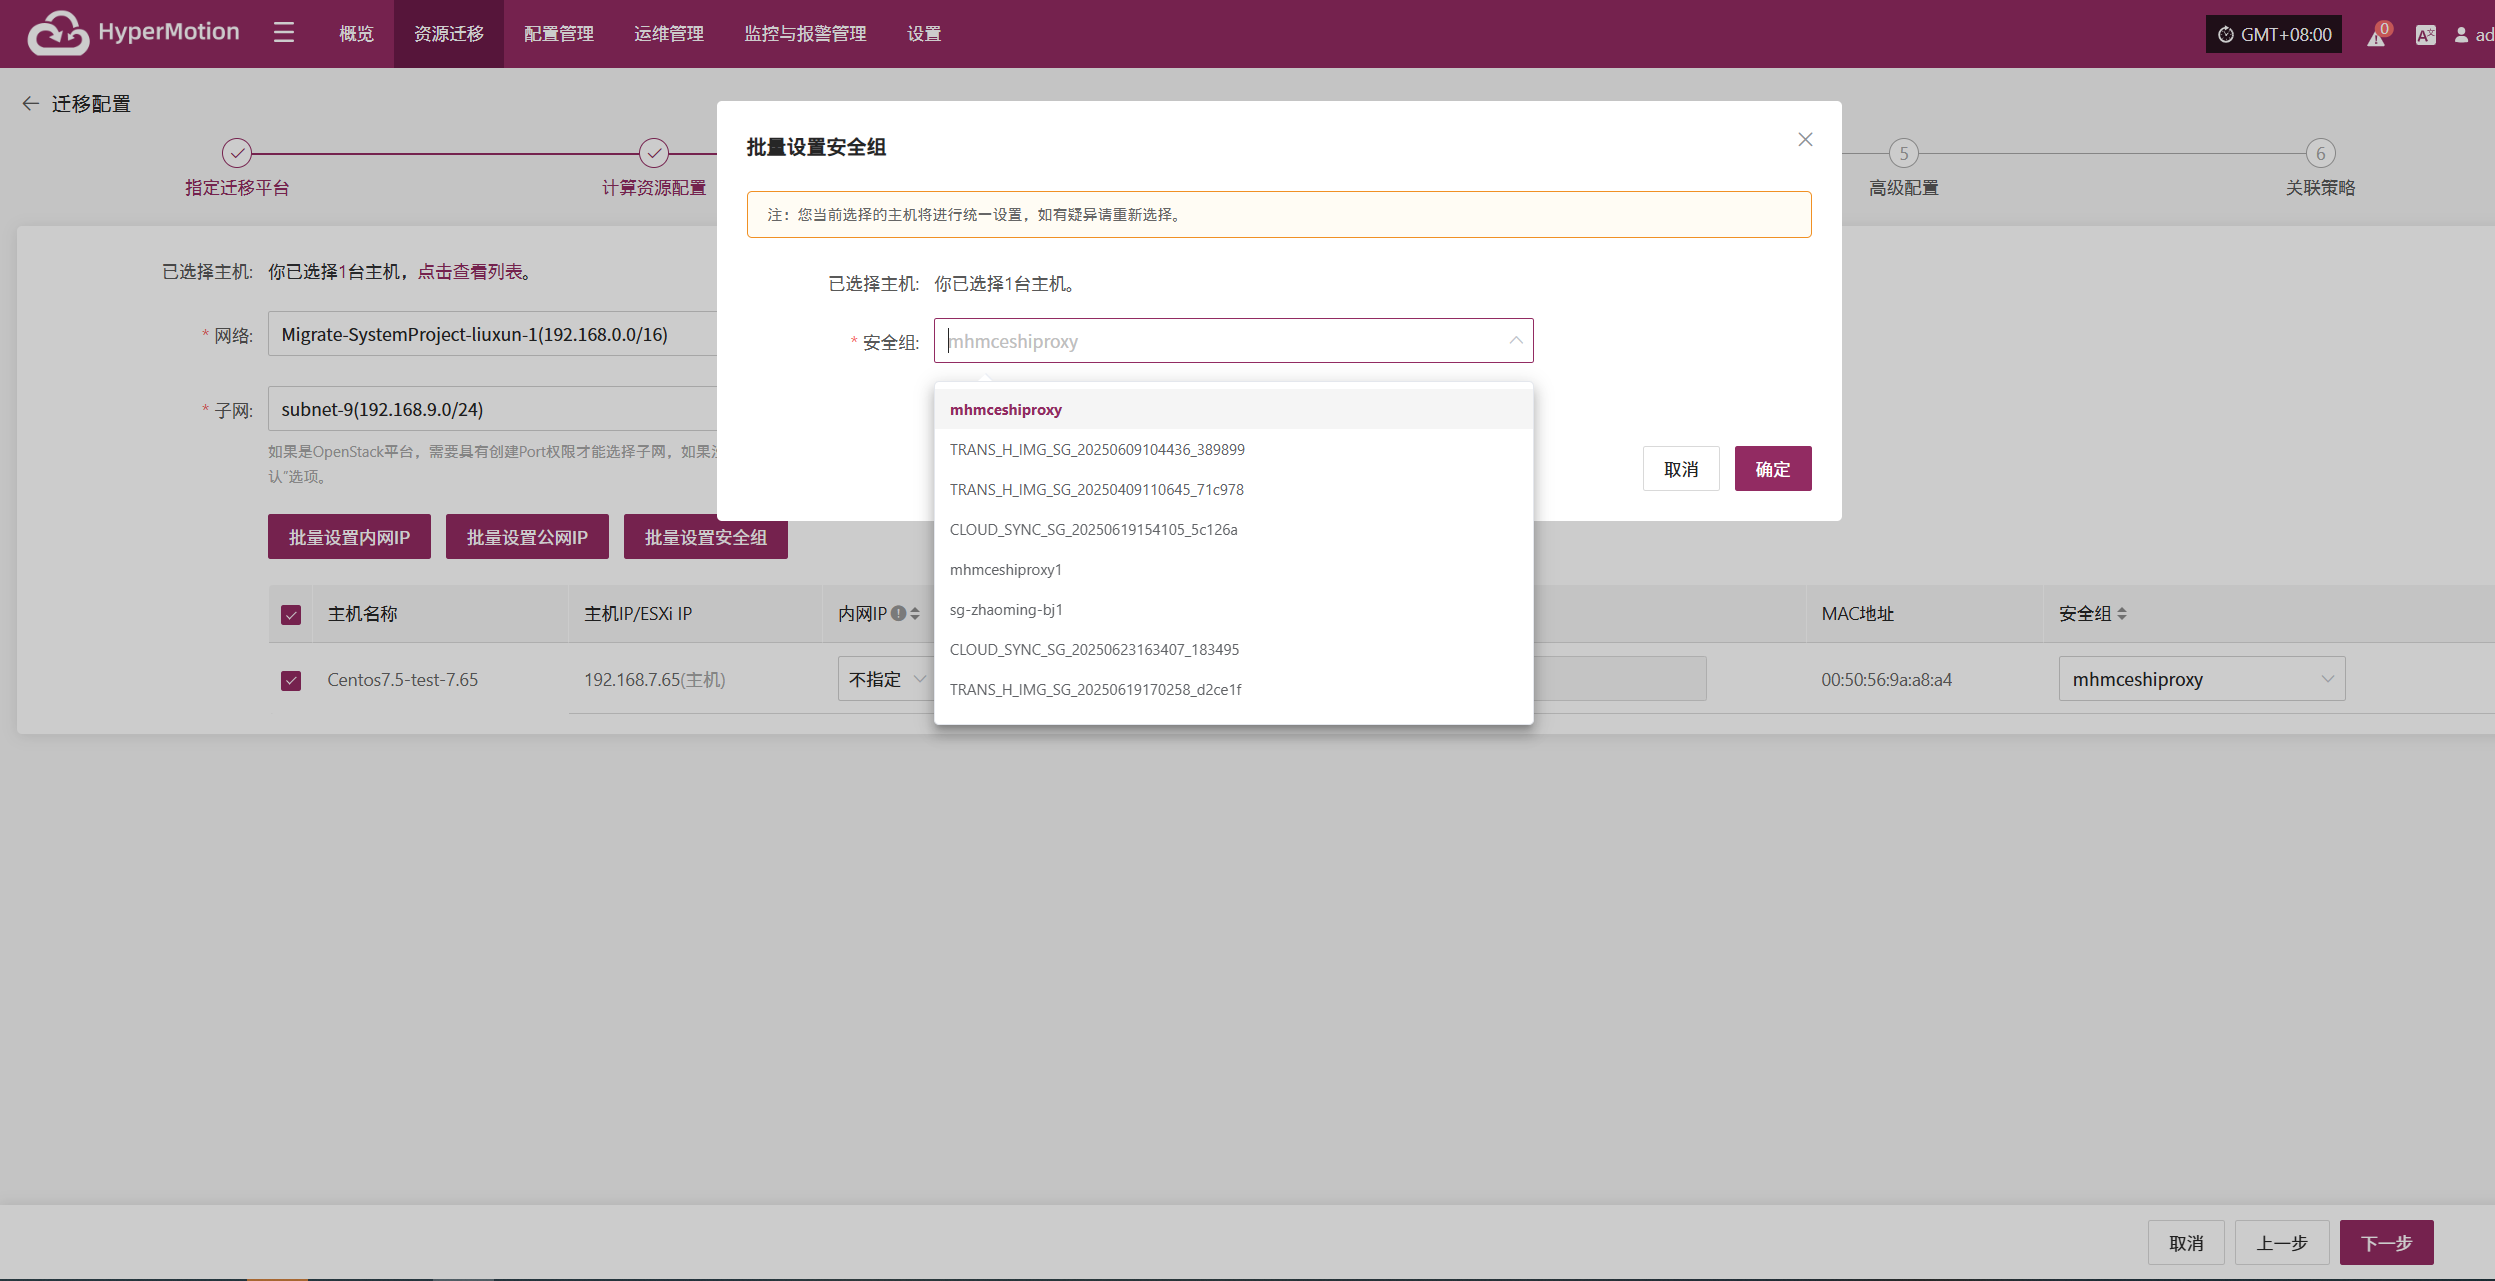 HyperMotion
概览
资源迁移
配置管理
运维管理
监控与报警管理
设置
GMT+08:00
0
ad
迁移配置
指定迁移平台
计算资源配置
5
高级配置
6
关联策略
批量设置安全组
注：您当前选择的主机将进行统一设置，如有疑异请重新选择。
已选择主机: 你已选择1台主机，点击查看列表。
已选择主机: 你已选择1台主机。
* 网络: Migrate-SystemProject-liuxun-1(192.168.0.0/16)
* 安全组: mhmceshiproxy
* 子网: subnet-9(192.168.9.0/24)
如果是OpenStack平台，需要具有创建Port权限才能选择子网，如果
认"选项。
mhmceshiproxy
TRANS_H_IMG_SG_20250609104436_389899
TRANS_H_IMG_SG_20250409110645_71c978
CLOUD_SYNC_SG_20250619154105_5c126a
mhmceshiproxy1
sg-zhaoming-bj1
CLOUD_SYNC_SG_20250623163407_183495
TRANS_H_IMG_SG_20250619170258_d2ce1f
取消
确定
批量设置内网IP
批量设置公网IP
批量设置安全组
主机名称
主机IP/ESXi IP
内网IP
MAC地址
安全组
Centos7.5-test-7.65
192.168.7.65(主机)
不指定
00:50:56:9a:a8:a4
mhmceshiproxy
取消
上一步
下一步